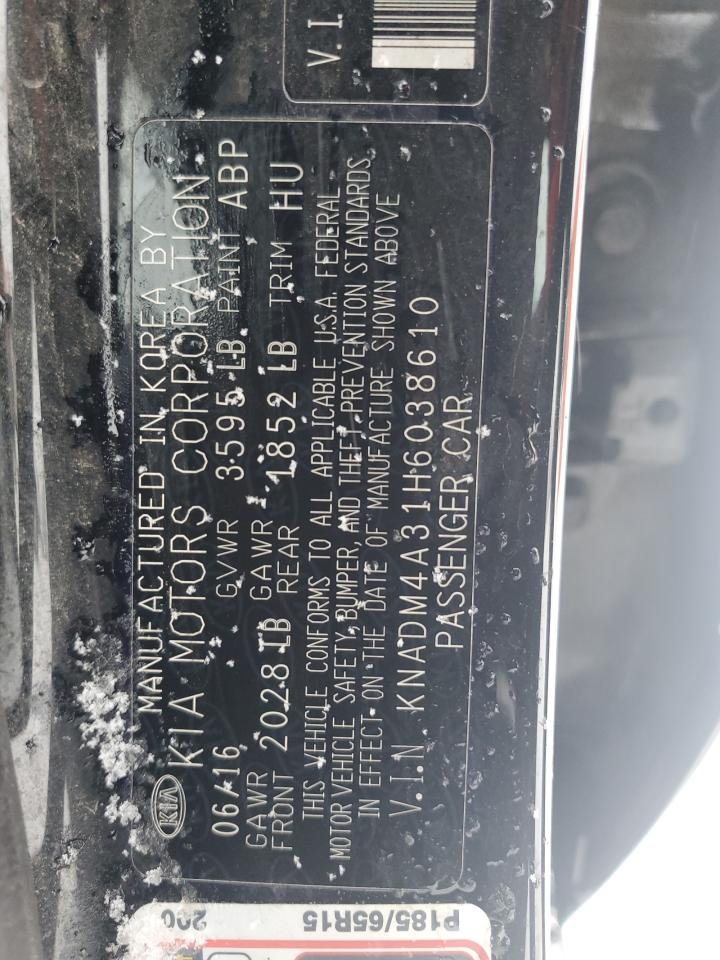 V.I
KIA
MANUFACTURED IN KOREA BY
KIA MOTORS CORPORATION
06/16 GVWR 3595 LB PAINT ABP
GAWR FRONT 2028 LB GAWR REAR 1852 LB TRIM HU
THIS VEHICLE CONFORMS TO ALL APPLICABLE U.S.A. FEDERAL
MOTOR VEHICLE SAFETY, BUMPER, AND THEFT PREVENTION STANDARDS
IN EFFECT ON THE DATE OF MANUFACTURE SHOWN ABOVE
V.I.N KNADM4A31H6038610
PASSENGER CAR
P185/65R15
200